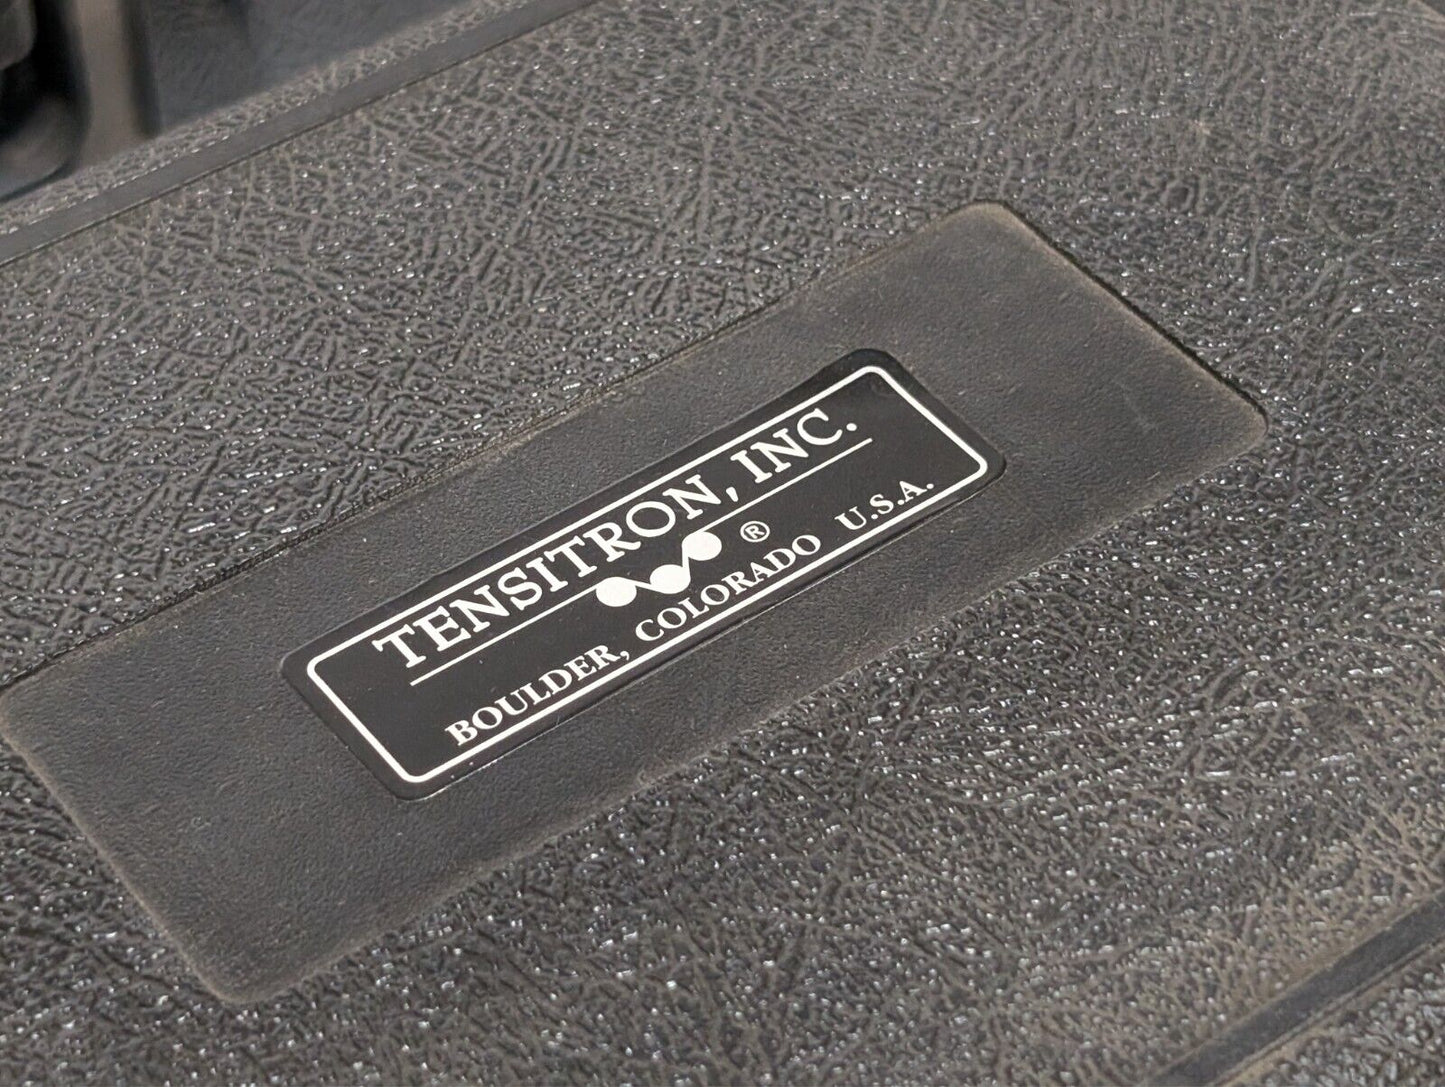 TENSITRON, INC.
®
BOULDER, COLORADO U.S.A.